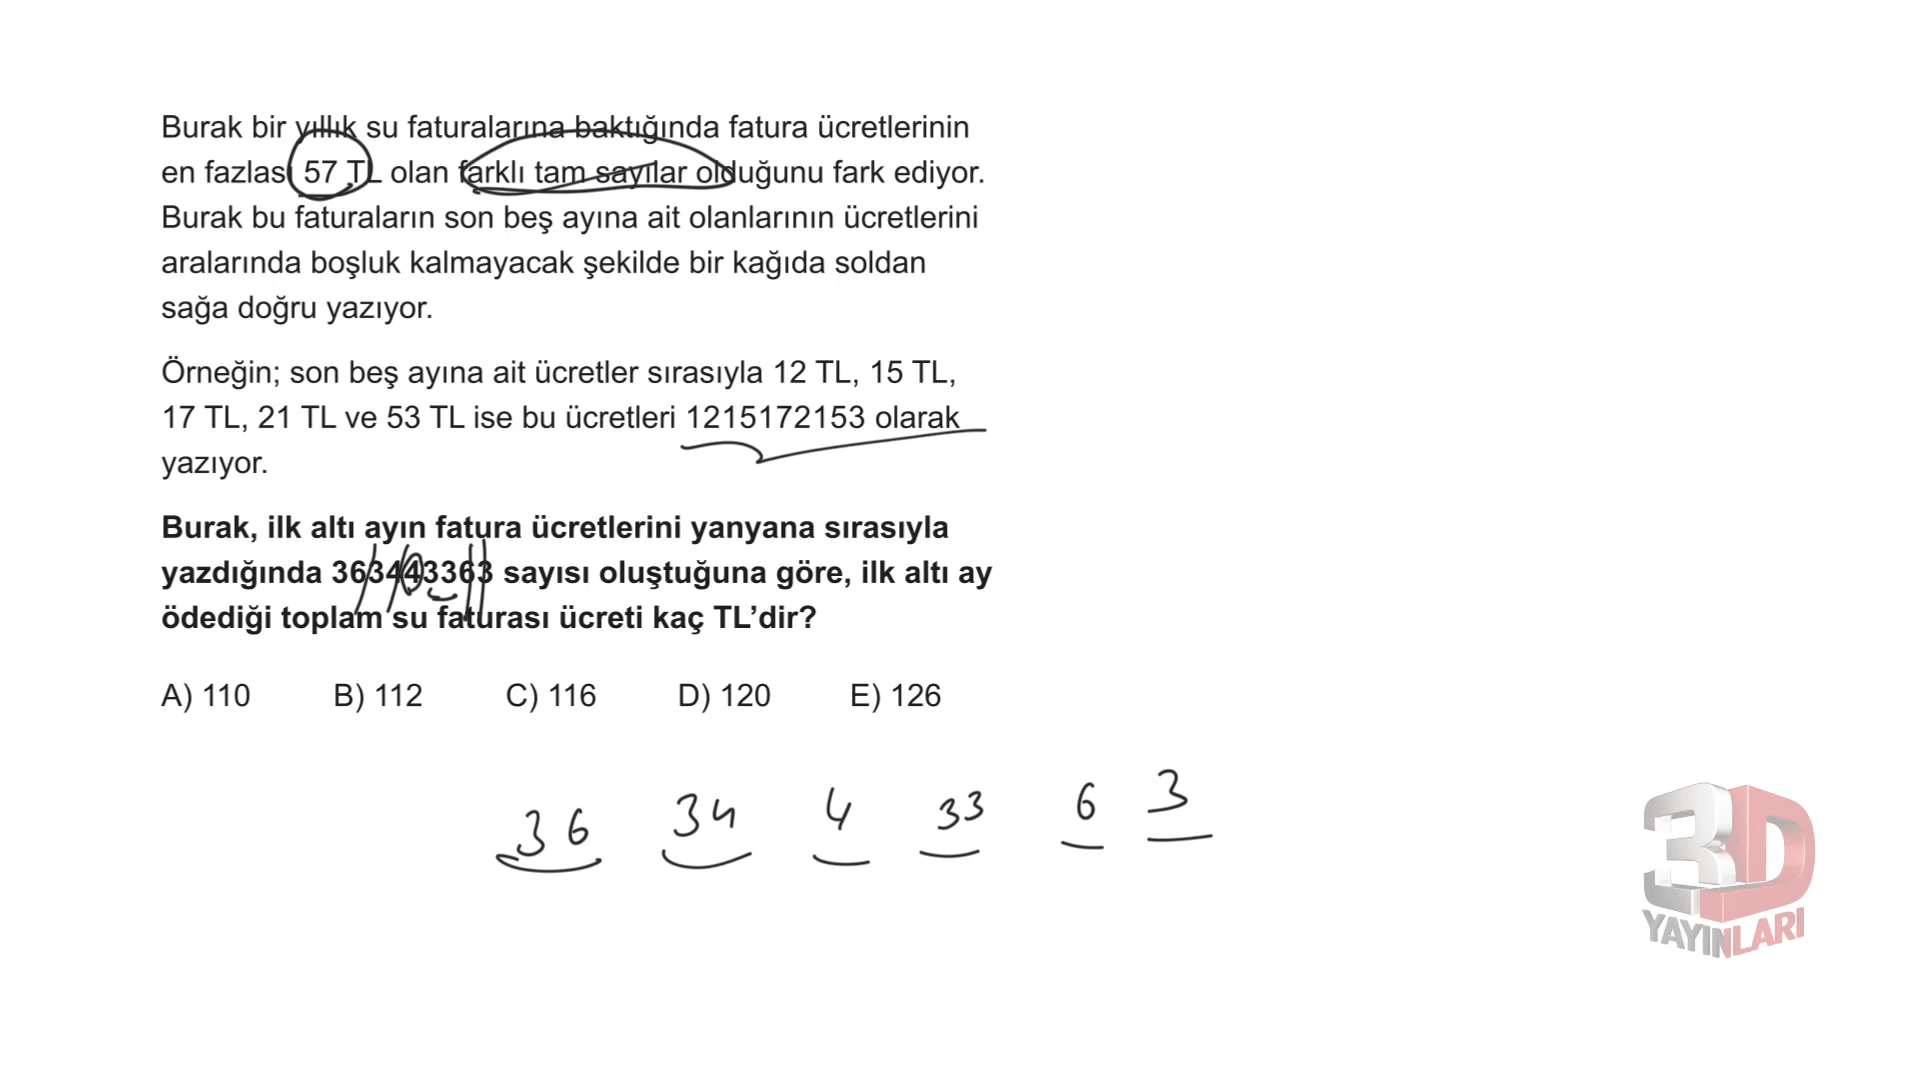 Burak bir yıllık su faturalarına baktığında fatura ücretlerinin
en fazlası 57 TL olan farklı tam sayılar olduğunu fark ediyor.
Burak bu faturaların son beş ayına ait olanlarının ücretlerini
aralarında boşluk kalmayacak şekilde bir kağıda soldan
sağa doğru yazıyor.
Örneğin; son beş ayına ait ücretler sırasıyla 12 TL, 15 TL,
17 TL, 21 TL ve 53 TL ise bu ücretleri 1215172153 olarak
yazıyor.
Burak, ilk altı ayın fatura ücretlerini yanyana sırasıyla
yazdığında 363443363 sayısı oluştuğuna göre, ilk altı ay
ödediği toplam su faturası ücreti kaç TL’dir?
A) 110 B) 112 C) 116 D) 120 E) 126
36 34 4 33 6 3
3D
YAYINLARI